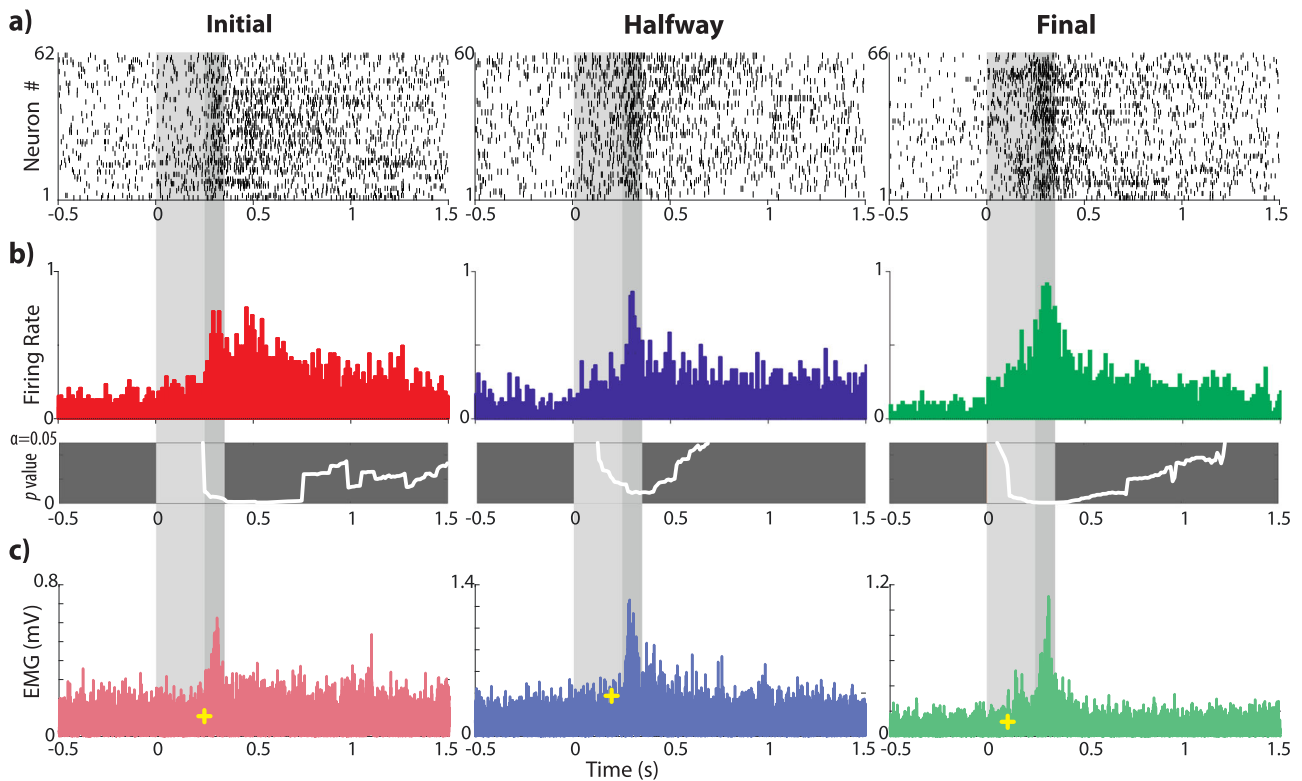 a) Initial Halfway Final
62 60 66
Neuron #
1 1 1
-0.5 0 0.5 1 1.5 -0.5 0 0.5 1 1.5 -0.5 0 0.5 1 1.5
b)
1 1 1
Firing Rate
0 0 0
α=0.05
p value
0
-0.5 0 0.5 1 1.5 -0.5 0 0.5 1 1.5 -0.5 0 0.5 1 1.5
c)
0.8 1.4 1.2
EMG (mV)
0 0 0
-0.5 0 0.5 1 1.5 -0.5 0 0.5 1 1.5 -0.5 0 0.5 1 1.5
Time (s)